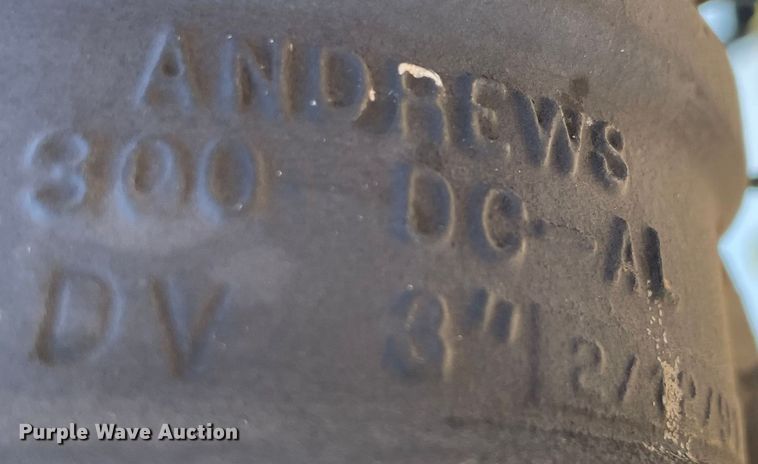 ANDREWS
300 DC-AL
DV 3"
Purple Wave Auction